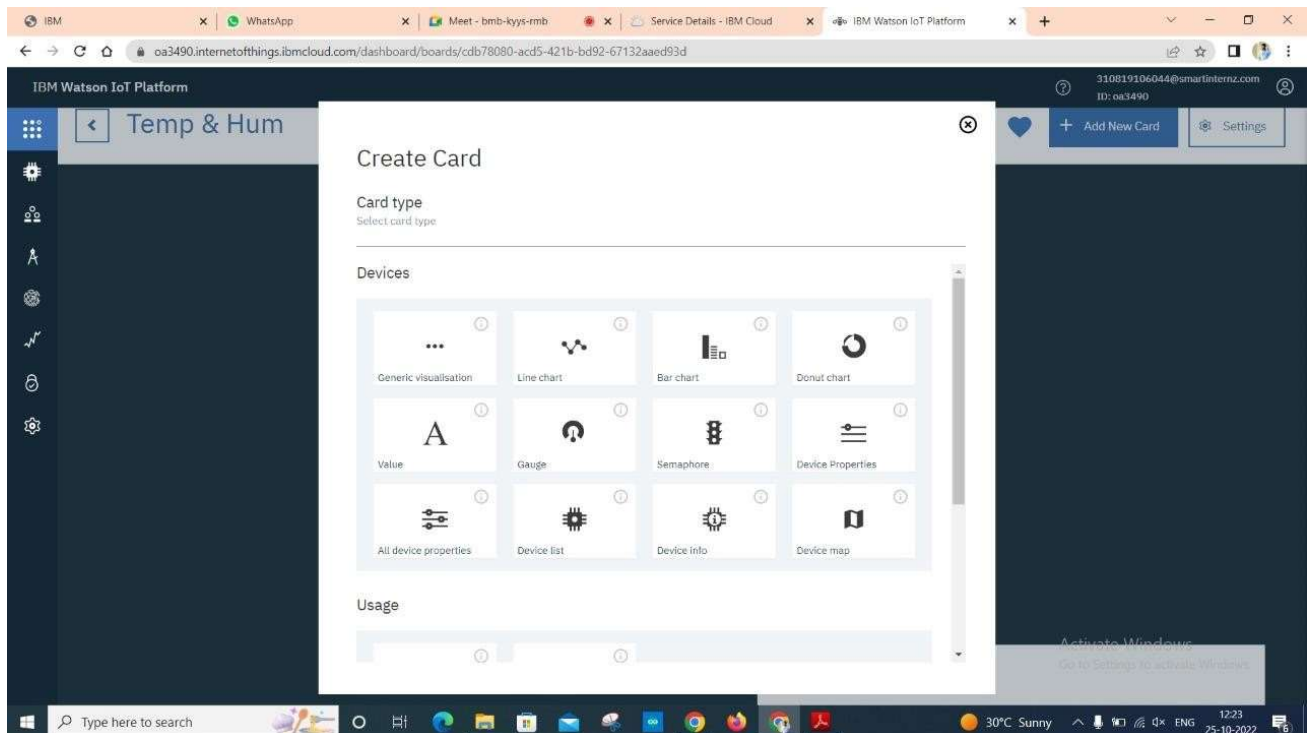 IBM
WhatsApp
Meet - bmb-kyys-rmb
Service Details - IBM Cloud
IBM Watson IoT Platform
oa3490.internetofthings.ibmcloud.com/dashboard/boards/cdb78080-acd5-421b-bd92-67132aaed93d
IBM Watson IoT Platform
310819106044@smartinternz.com
ID: oa3490
Temp & Hum
Add New Card
Settings
Create Card
Card type
Select card type
Devices
Generic visualisation
Line chart
Bar chart
Donut chart
A
Value
Gauge
Semaphore
Device Properties
All device properties
Device list
Device info
Device map
Usage
Activate Windows
Go to Settings to activate Windows.
Type here to search
30°C Sunny
ENG
12:23
25-10-2022